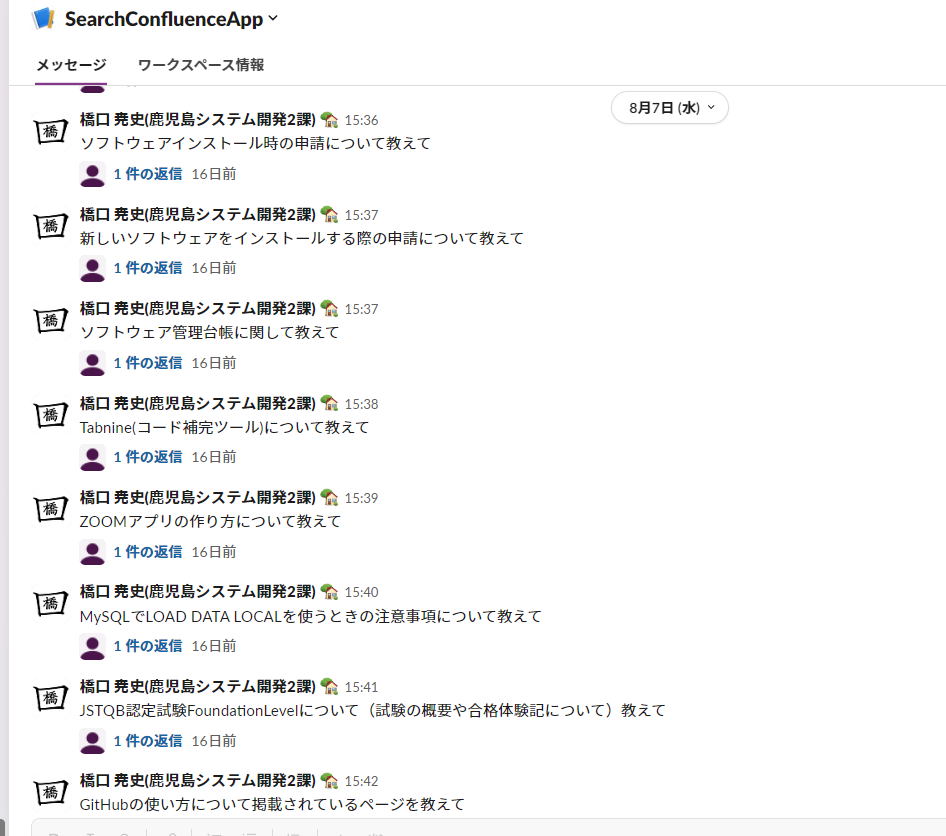 SearchConfluenceApp
メッセージ ワークスペース情報
8月7日 (水)
橋
橋口 尭史(鹿児島システム開発2課) 15:36
ソフトウェアインストール時の申請について教えて
1 件の返信 16日前
橋
橋口 尭史(鹿児島システム開発2課) 15:37
新しいソフトウェアをインストールする際の申請について教えて
1 件の返信 16日前
橋
橋口 尭史(鹿児島システム開発2課) 15:37
ソフトウェア管理台帳に関して教えて
1 件の返信 16日前
橋
橋口 尭史(鹿児島システム開発2課) 15:38
Tabnine(コード補完ツール)について教えて
1 件の返信 16日前
橋
橋口 尭史(鹿児島システム開発2課) 15:39
ZOOMアプリの作り方について教えて
1 件の返信 16日前
橋
橋口 尭史(鹿児島システム開発2課) 15:40
MySQLでLOAD DATA LOCALを使うときの注意事項について教えて
1 件の返信 16日前
橋
橋口 尭史(鹿児島システム開発2課) 15:41
JSTQB認定試験FoundationLevelについて（試験の概要や合格体験記について）教えて
1 件の返信 16日前
橋
橋口 尭史(鹿児島システム開発2課) 15:42
GitHubの使い方について掲載されているページを教えて